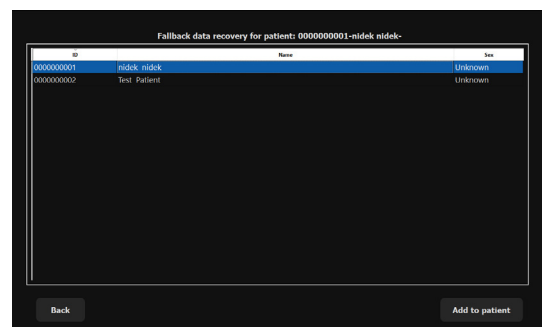 Fallback data recovery for patient: 0000000001-nidek nidek-
ID Name Sex
0000000001 nidek nidek Unknown
0000000002 Test Patient Unknown
Back Add to patient